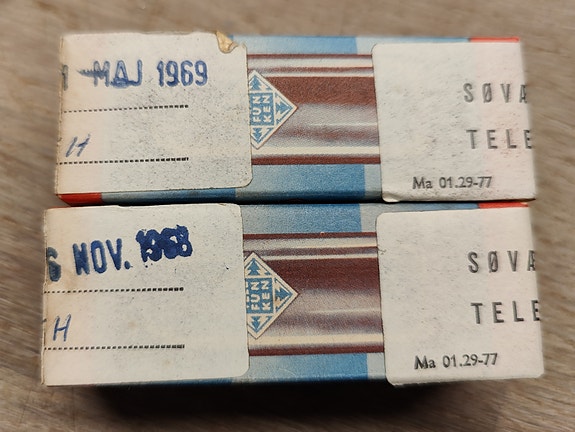 MAJ 1969
H
FUN
KEN
SØVÆ
TELE
Ma 01.29-77
6 NOV. 1968
H
FUN
KEN
SØVÆ
TELE
Ma 01.29-77